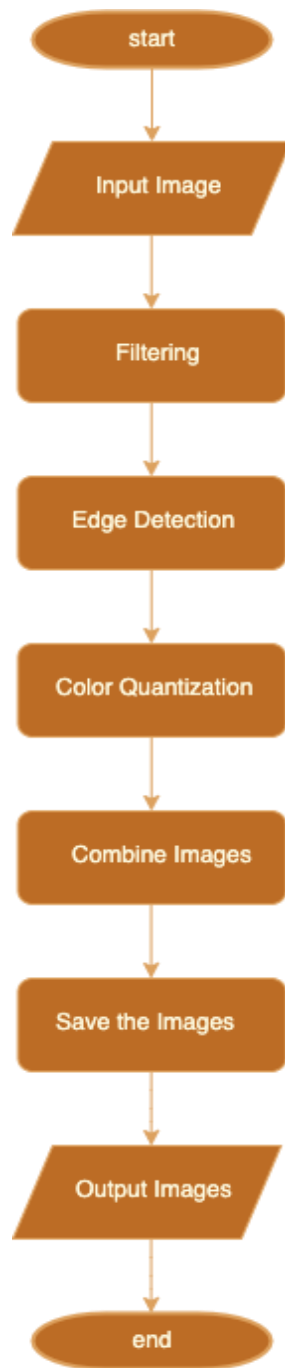 start
Input Image
Filtering
Edge Detection
Color Quantization
Combine Images
Save the Images
Output Images
end